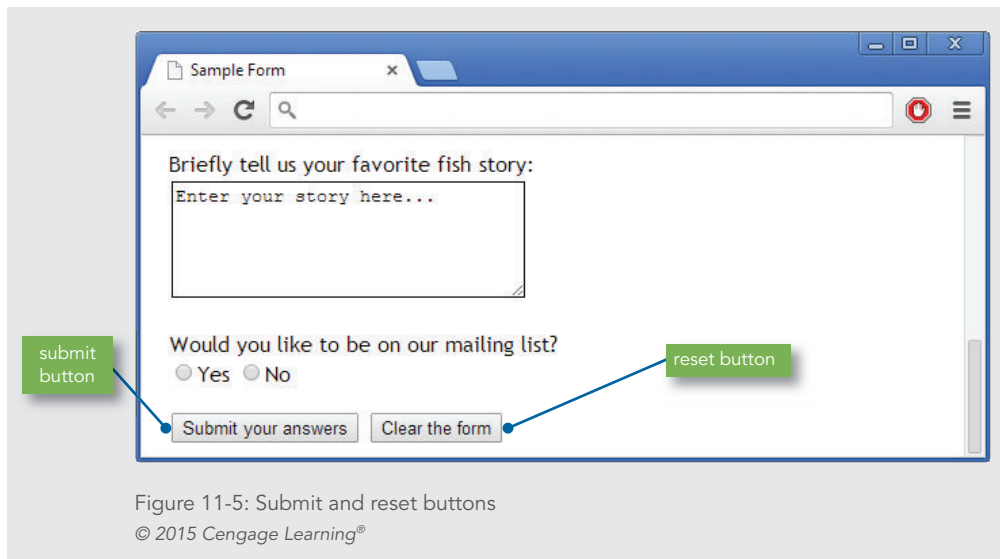 Sample Form
Briefly tell us your favorite fish story:
Enter your story here...
Would you like to be on our mailing list?
Yes No
submit
button
reset button
Submit your answers Clear the form
Figure 11-5: Submit and reset buttons
© 2015 Cengage Learning®